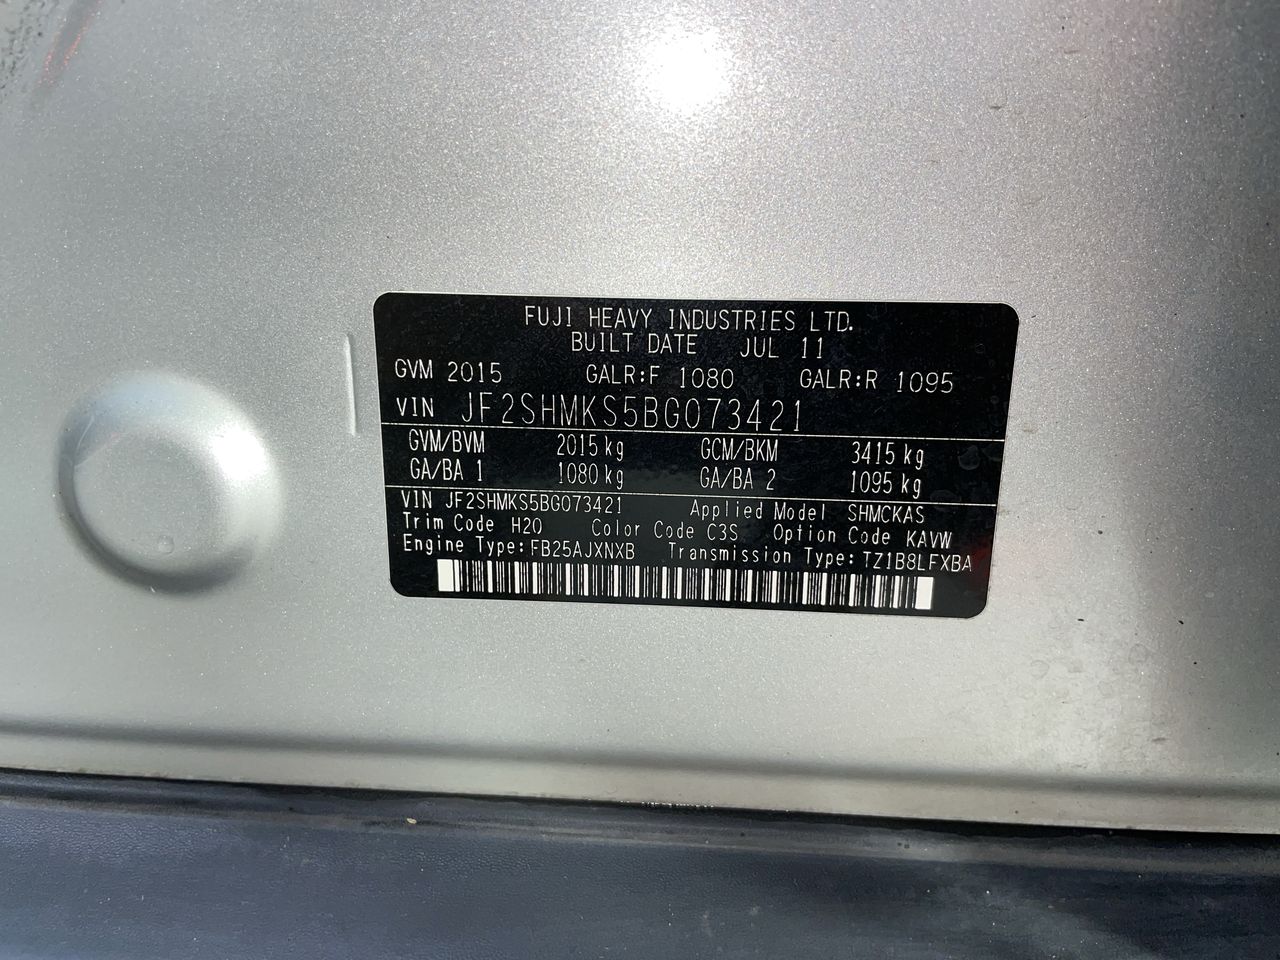 FUJI HEAVY INDUSTRIES LTD.
BUILT DATE JUL 11
GVM 2015 GALR:F 1080 GALR:R 1095
VIN JF2SHMKS5BG073421
GVM/BVM 2015 kg GCM/BKM 3415 kg
GA/BA 1 1080 kg GA/BA 2 1095 kg
VIN JF2SHMKS5BG073421 Applied Model SHMCKAS
Trim Code H20 Color Code C3S Option Code KAVW
Engine Type: FB25AJXNXB Transmission Type: TZ1B8LFXBA